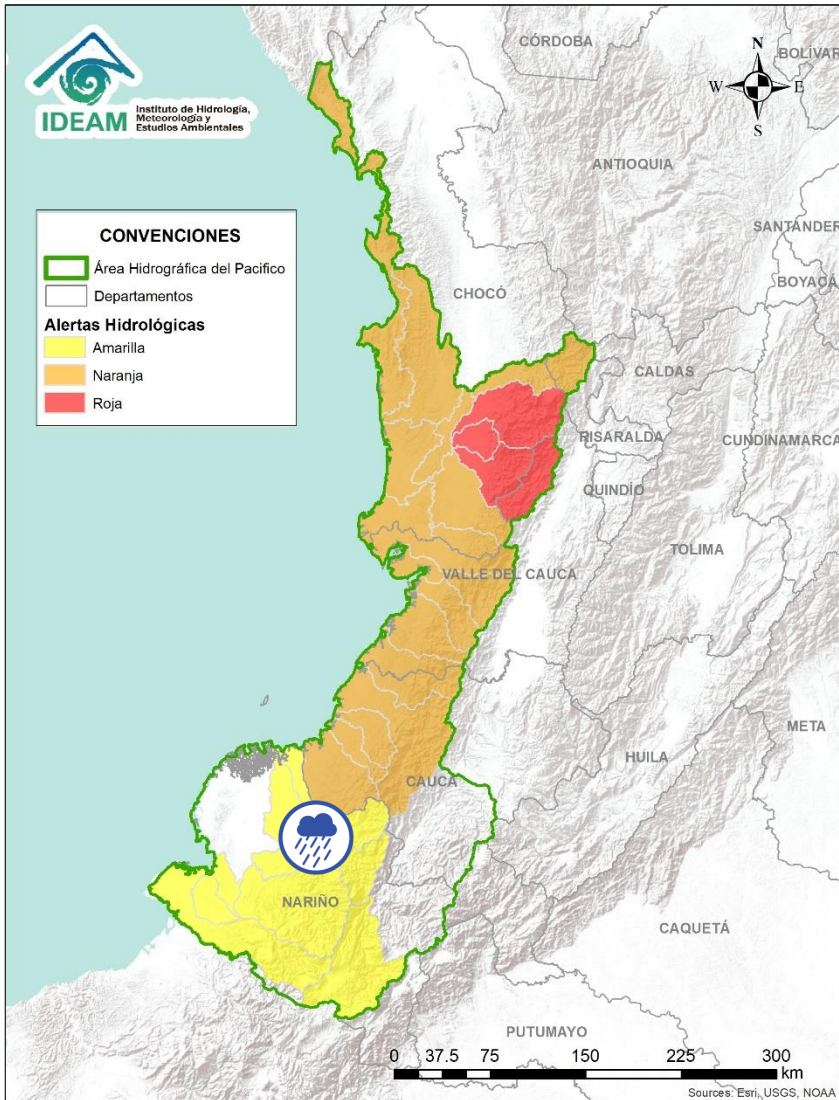 IDEAM
Instituto de Hidrología,
Meteorología y
Estudios Ambientales
CÓRDOBA
BOLÍVAR
N
W
E
S
ANTIOQUIA
SANTANDER
BOYACÁ
CONVENCIONES
Área Hidrográfica del Pacifico
Departamentos
Alertas Hidrológicas
Amarilla
Naranja
Roja
CHOCÓ
CALDAS
RISARALDA
CUNDINAMARCA
QUINDÍO
TOLIMA
VALLE DEL CAUCA
META
HUILA
CAUCA
NARIÑO
CAQUETÁ
PUTUMAYO
0 37.5 75 150 225 300
km
Sources: Esri, USGS, NOAA